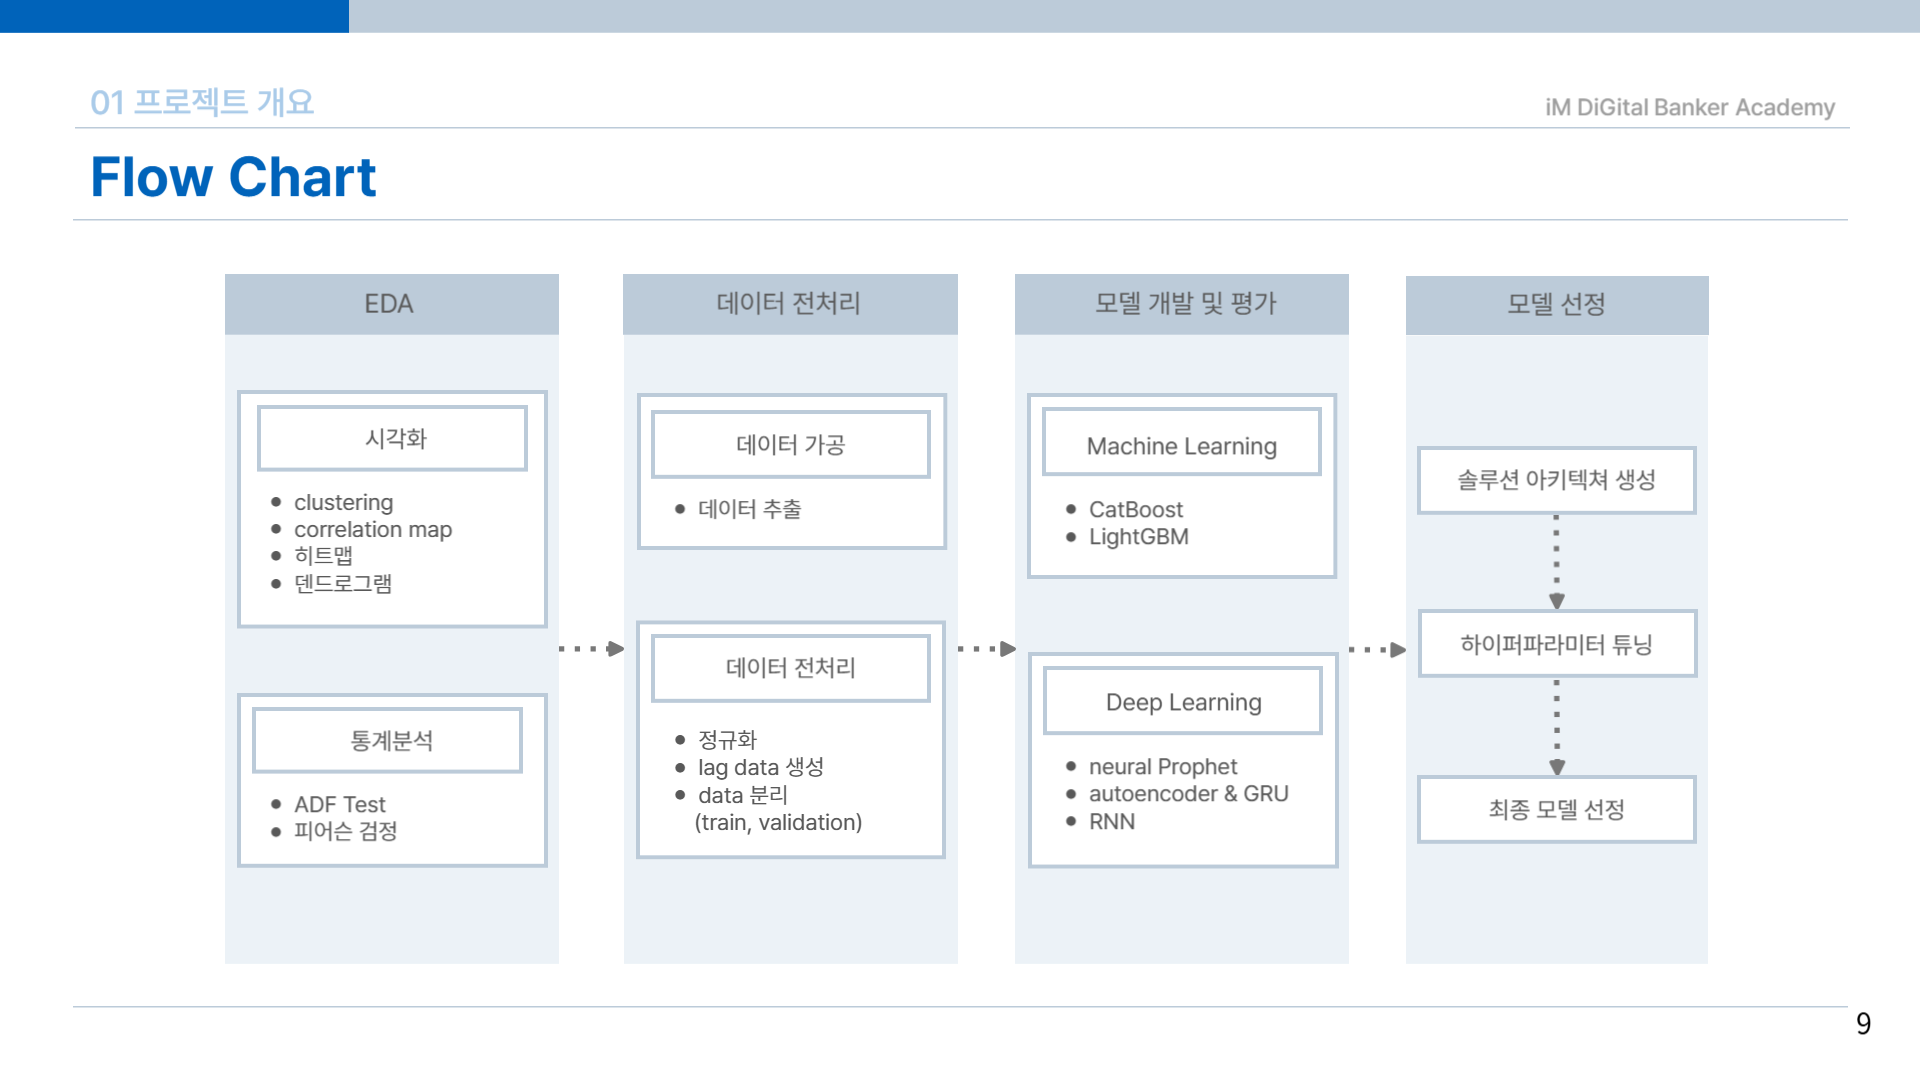 01 프로젝트 개요
iM DiGital Banker Academy
Flow Chart
EDA
시각화
clustering
correlation map
히트맵
덴드로그램
통계분석
ADF Test
피어슨 검정
데이터 전처리
데이터 가공
데이터 추출
데이터 전처리
정규화
lag data 생성
data 분리
(train, validation)
모델 개발 및 평가
Machine Learning
CatBoost
LightGBM
Deep Learning
neural Prophet
autoencoder & GRU
RNN
모델 선정
솔루션 아키텍쳐 생성
하이퍼파라미터 튜닝
최종 모델 선정
9